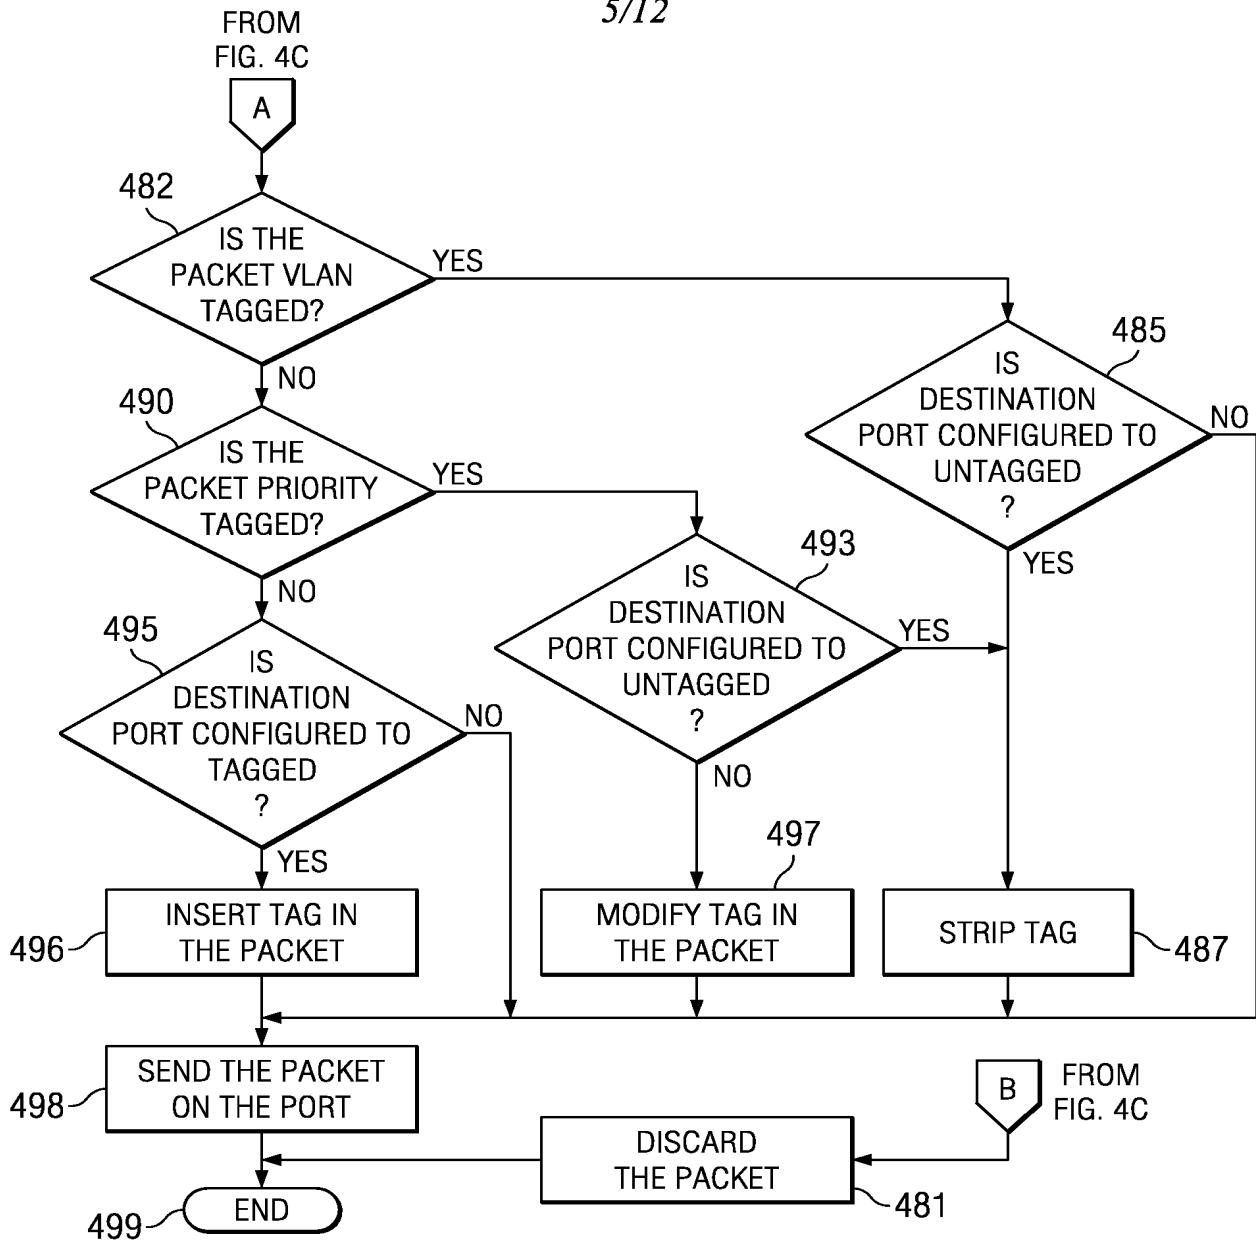 5/12
FROM
FIG. 4C
A
482
IS THE
PACKET VLAN
TAGGED?
YES
NO
485
IS
DESTINATION
PORT CONFIGURED TO
UNTAGGED
?
NO
YES
490
IS THE
PACKET PRIORITY
TAGGED?
YES
NO
493
IS
DESTINATION
PORT CONFIGURED TO
UNTAGGED
?
YES
NO
495
IS
DESTINATION
PORT CONFIGURED TO
TAGGED
?
NO
YES
496
INSERT TAG IN
THE PACKET
497
MODIFY TAG IN
THE PACKET
STRIP TAG
487
498
SEND THE PACKET
ON THE PORT
B
FROM
FIG. 4C
DISCARD
THE PACKET
481
499
END